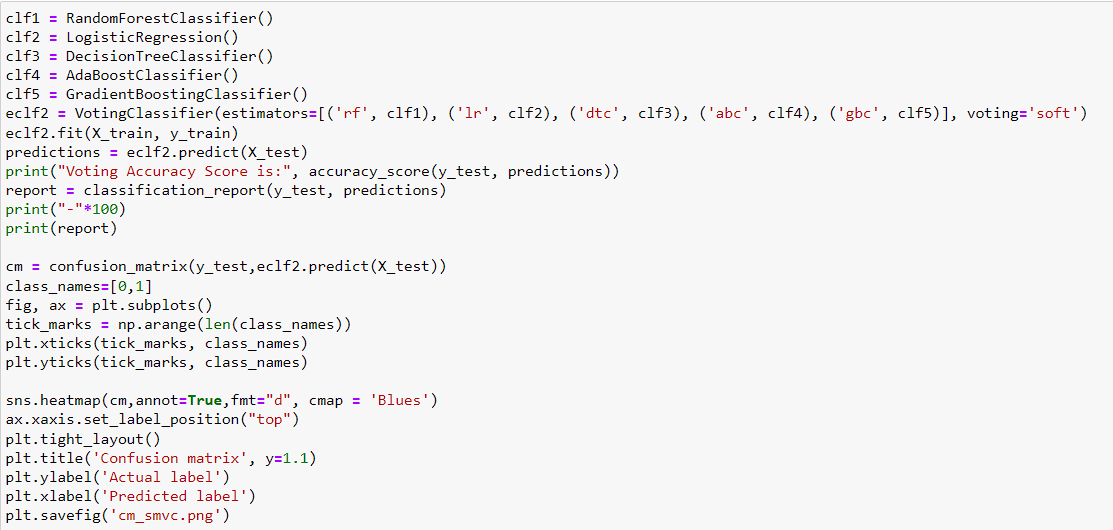 clf1 = RandomForestClassifier()
clf2 = LogisticRegression()
clf3 = DecisionTreeClassifier()
clf4 = AdaBoostClassifier()
clf5 = GradientBoostingClassifier()
eclf2 = VotingClassifier(estimators=[('rf', clf1), ('lr', clf2), ('dtc', clf3), ('abc', clf4), ('gbc', clf5)], voting='soft')
eclf2.fit(X_train, y_train)
predictions = eclf2.predict(X_test)
print("Voting Accuracy Score is:", accuracy_score(y_test, predictions))
report = classification_report(y_test, predictions)
print("-"*100)
print(report)

cm = confusion_matrix(y_test,eclf2.predict(X_test))
class_names=[0,1]
fig, ax = plt.subplots()
tick_marks = np.arange(len(class_names))
plt.xticks(tick_marks, class_names)
plt.yticks(tick_marks, class_names)

sns.heatmap(cm,annot=True,fmt="d", cmap = 'Blues')
ax.xaxis.set_label_position("top")
plt.tight_layout()
plt.title('Confusion matrix', y=1.1)
plt.ylabel('Actual label')
plt.xlabel('Predicted label')
plt.savefig('cm_smvc.png')